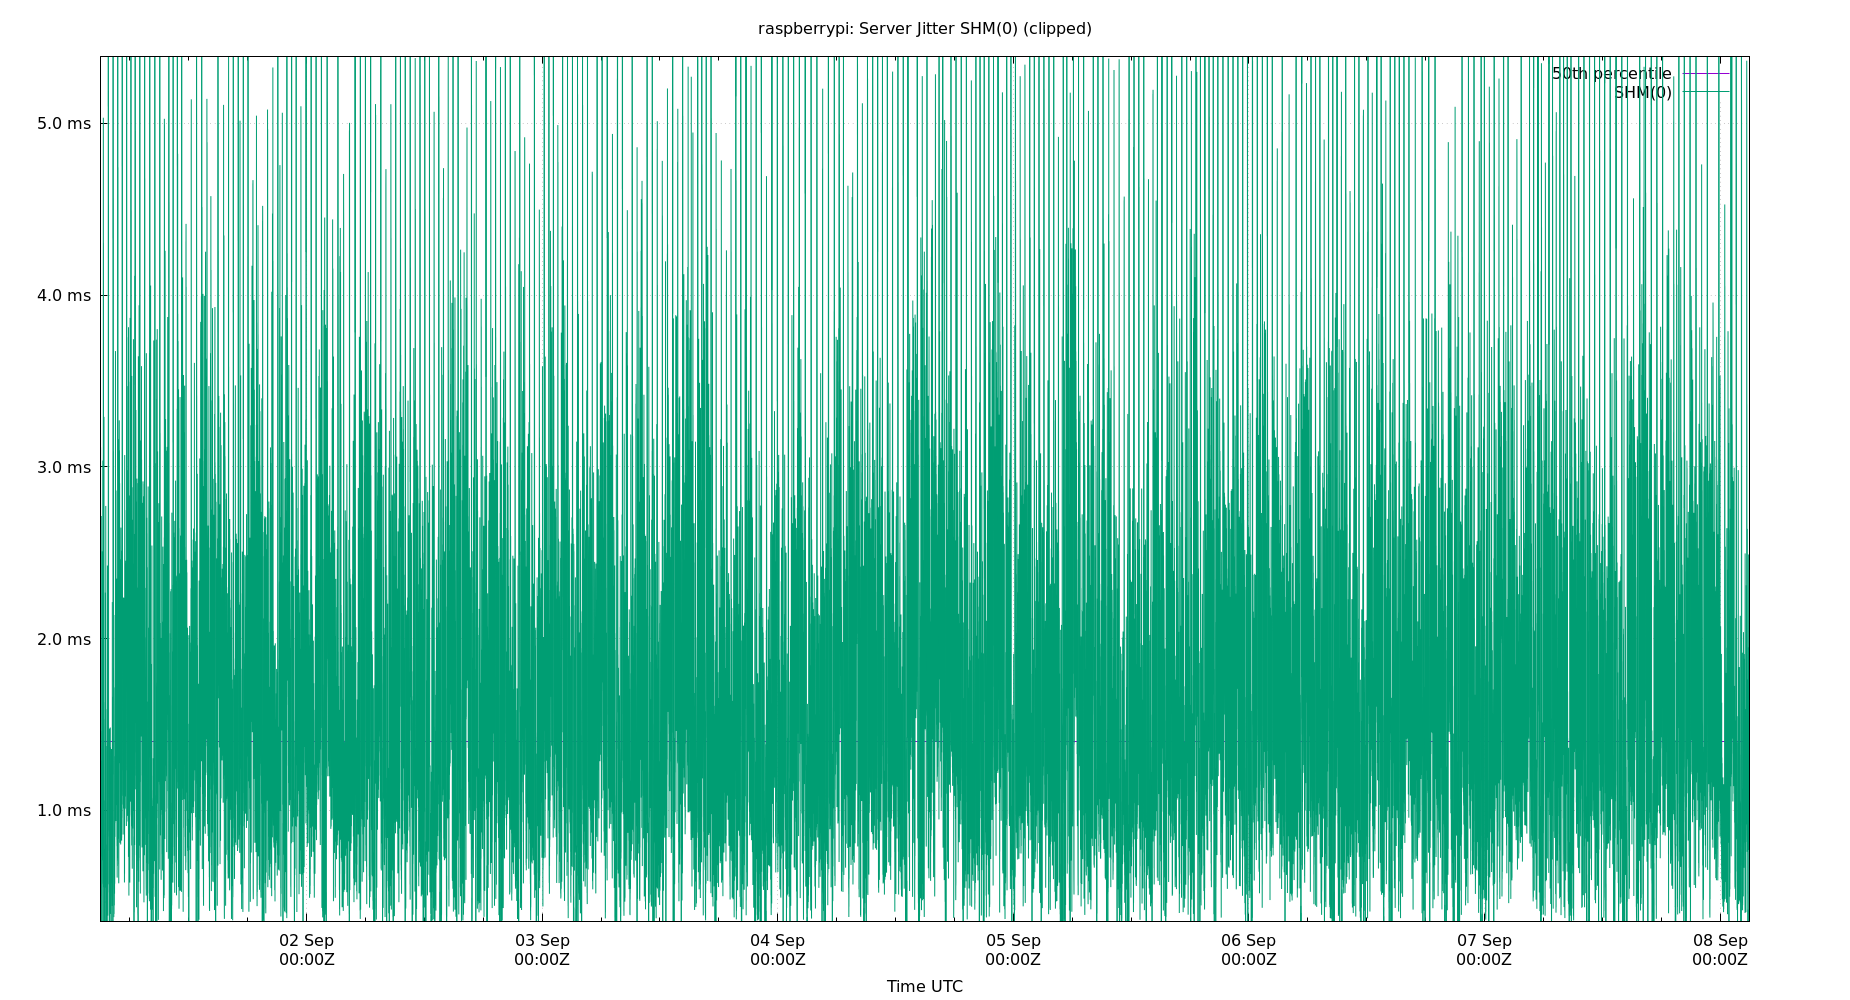 raspberrypi: Server Jitter SHM(0) (clipped)
50th percentile
SHM(0)
5.0 ms
4.0 ms
3.0 ms
2.0 ms
1.0 ms
02 Sep 03 Sep 04 Sep 05 Sep 06 Sep 07 Sep 08 Sep
00:00Z 00:00Z 00:00Z 00:00Z 00:00Z 00:00Z 00:00Z
Time UTC